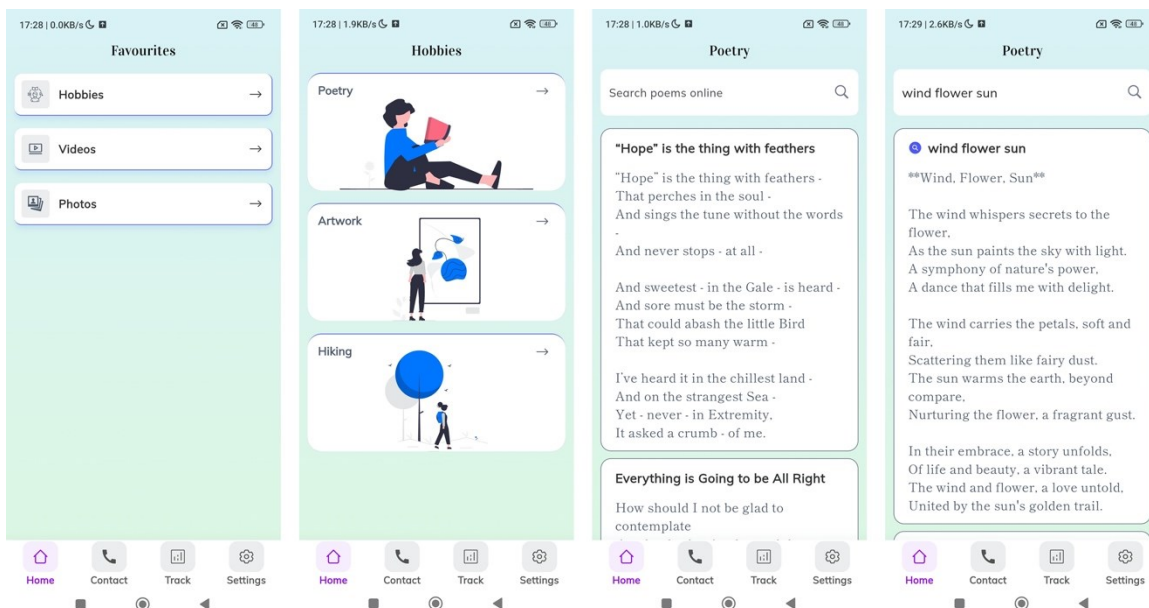 17:28 | 0.0KB/s
48
Favourites
Hobbies
Videos
Photos
Home
Contact
Track
Settings
17:28 | 1.9KB/s
48
Hobbies
Poetry
Artwork
Hiking
Home
Contact
Track
Settings
17:28 | 1.0KB/s
48
Poetry
Search poems online
"Hope" is the thing with feathers
"Hope" is the thing with feathers -
That perches in the soul -
And sings the tune without the words
-
And never stops - at all -
And sweetest - in the Gale - is heard -
And sore must be the storm -
That could abash the little Bird
That kept so many warm -
I've heard it in the chillest land -
And on the strangest Sea -
Yet - never - in Extremity,
It asked a crumb - of me.
Everything is Going to be All Right
How should I not be glad to
contemplate
Home
Contact
Track
Settings
17:29 | 2.6KB/s
48
Poetry
wind flower sun
wind flower sun
**Wind, Flower, Sun**
The wind whispers secrets to the
flower,
As the sun paints the sky with light.
A symphony of nature's power,
A dance that fills me with delight.
The wind carries the petals, soft and
fair,
Scattering them like fairy dust.
The sun warms the earth, beyond
compare,
Nurturing the flower, a fragrant gust.
In their embrace, a story unfolds,
Of life and beauty, a vibrant tale.
The wind and flower, a love untold,
United by the sun's golden trail.
Home
Contact
Track
Settings